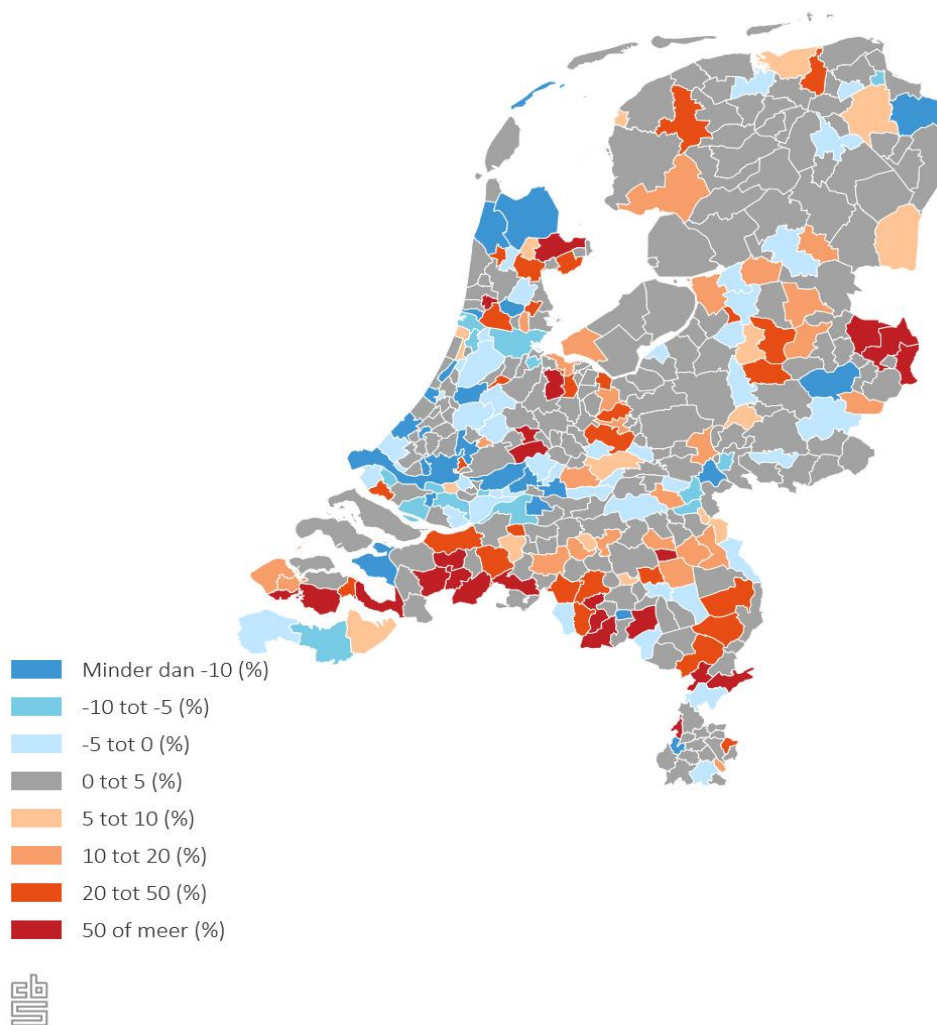 Minder dan -10 (%)
-10 tot -5 (%)
-5 tot 0 (%)
0 tot 5 (%)
5 tot 10 (%)
10 tot 20 (%)
20 tot 50 (%)
50 of meer (%)
cbs